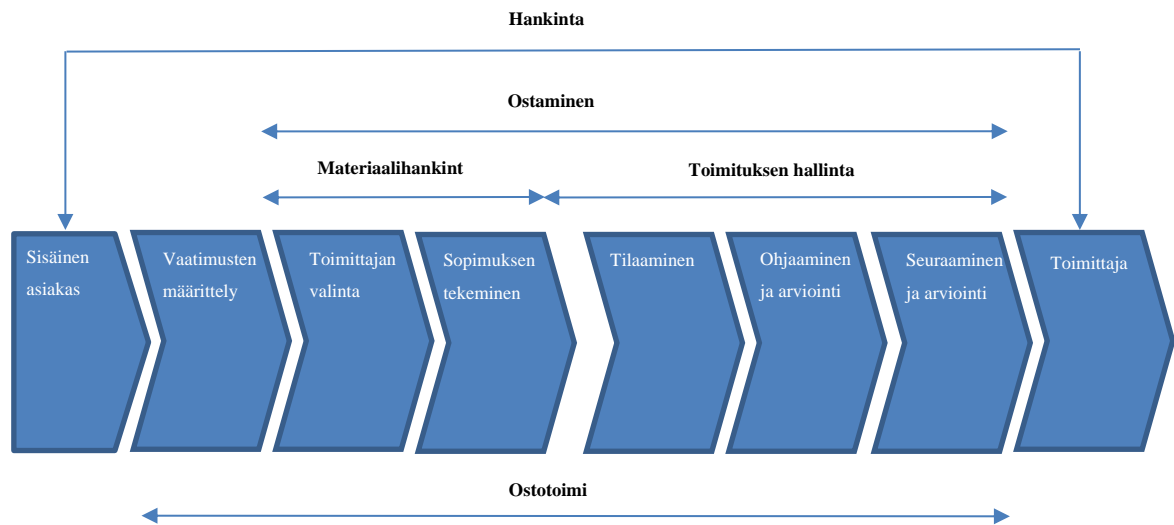 Hankinta
Ostaminen
Materiaalihankint
Toimituksen hallinta
Sisäinen
asiakas
Vaatimusten
määrittely
Toimittajan
valinta
Sopimuksen
tekeminen
Tilaaminen
Ohjaaminen
ja arviointi
Seuraaminen
ja arviointi
Toimittaja
Ostotoimi